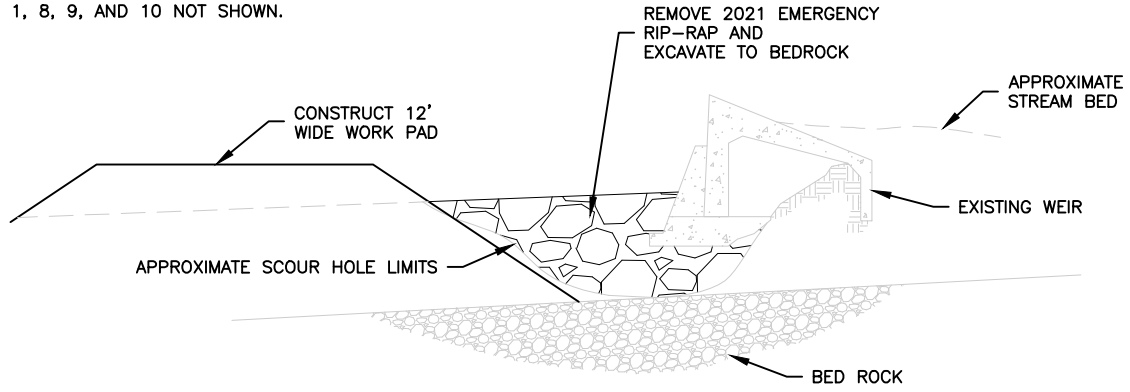 1, 8, 9, AND 10 NOT SHOWN.
REMOVE 2021 EMERGENCY
RIP-RAP AND
EXCAVATE TO BEDROCK
APPROXIMATE
STREAM BED
CONSTRUCT 12'
WIDE WORK PAD
EXISTING WEIR
APPROXIMATE SCOUR HOLE LIMITS
BED ROCK